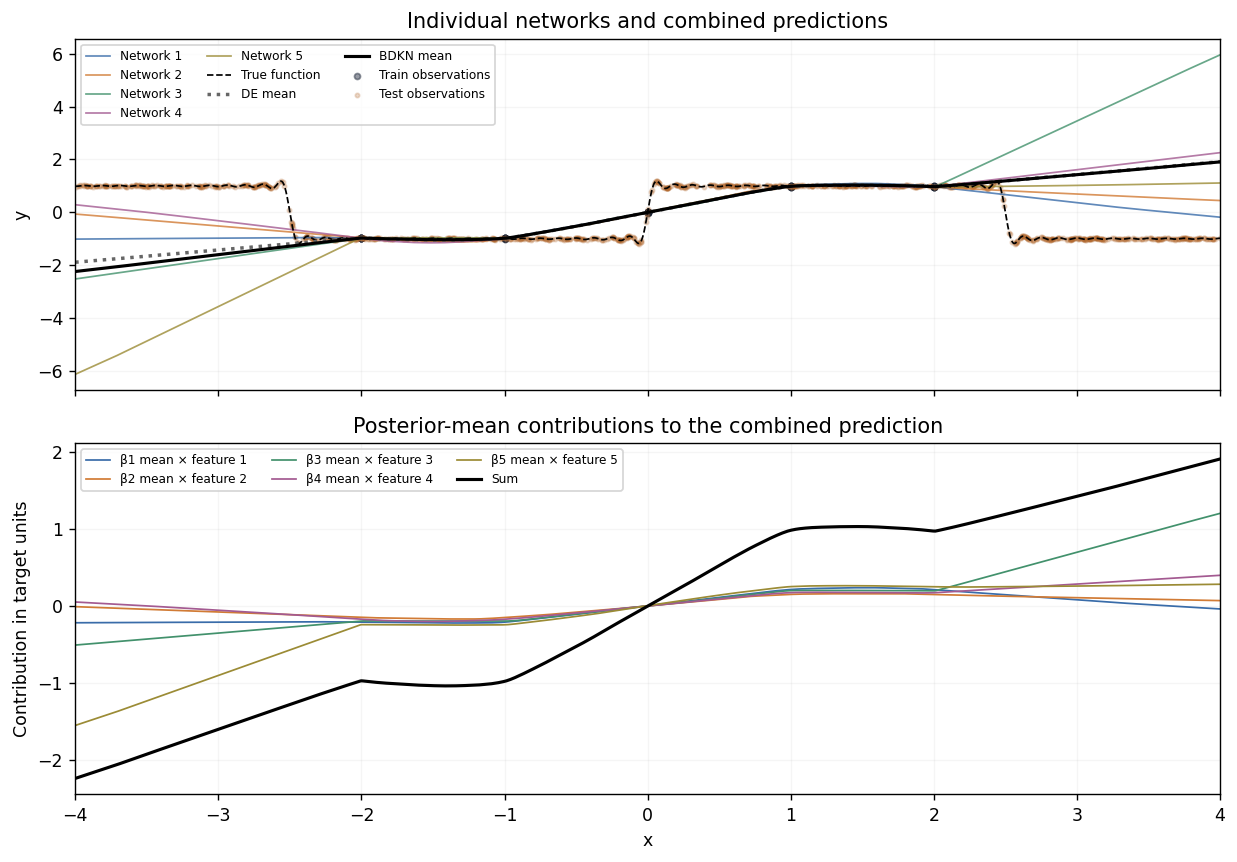 Individual networks and combined predictions
Network 1 Network 5 BDKN mean
Network 2 True function Train observations
Network 3 DE mean Test observations
Network 4
6
4
2
0
−2
−4
−6
y
Posterior-mean contributions to the combined prediction
β1 mean × feature 1 β3 mean × feature 3 β5 mean × feature 5
β2 mean × feature 2 β4 mean × feature 4 Sum
2
1
0
−1
−2
Contribution in target units
−4 −3 −2 −1 0 1 2 3 4
x